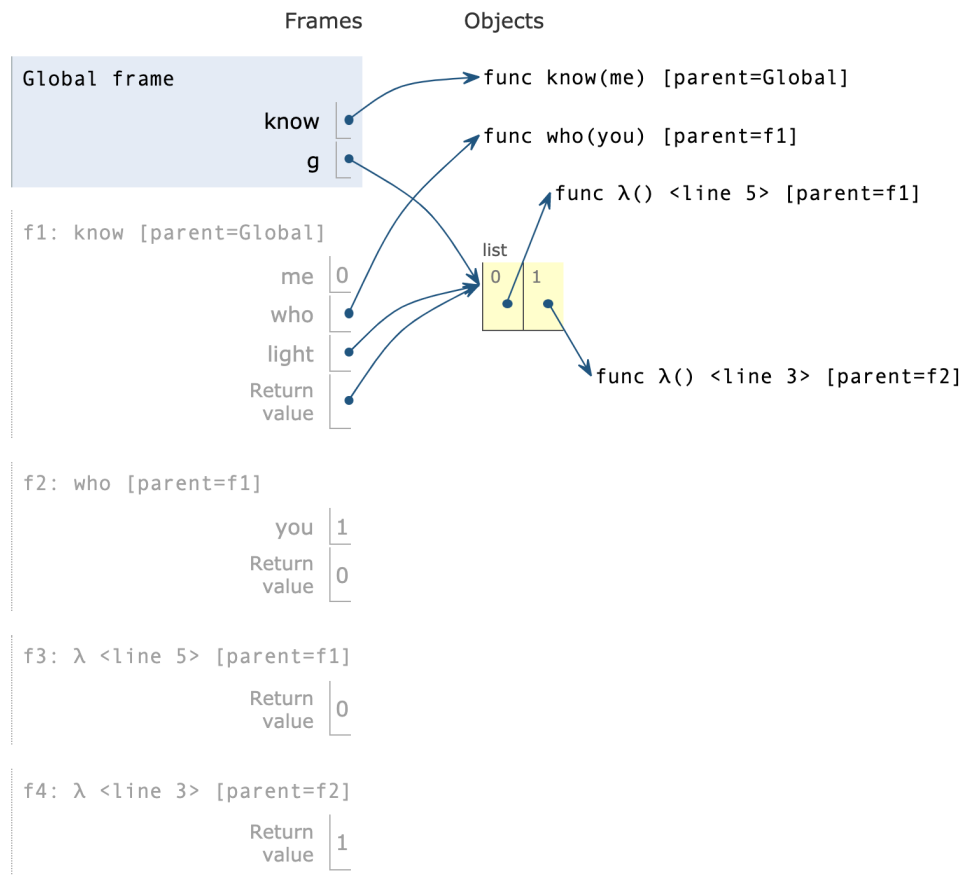 Frames Objects
Global frame
know
g
func know(me) [parent=Global]
func who(you) [parent=f1]
func λ() <line 5> [parent=f1]
list
0 1
func λ() <line 3> [parent=f2]
f1: know [parent=Global]
me 0
who
light
Return
value
f2: who [parent=f1]
you 1
Return
value 0
f3: λ <line 5> [parent=f1]
Return
value 0
f4: λ <line 3> [parent=f2]
Return
value 1